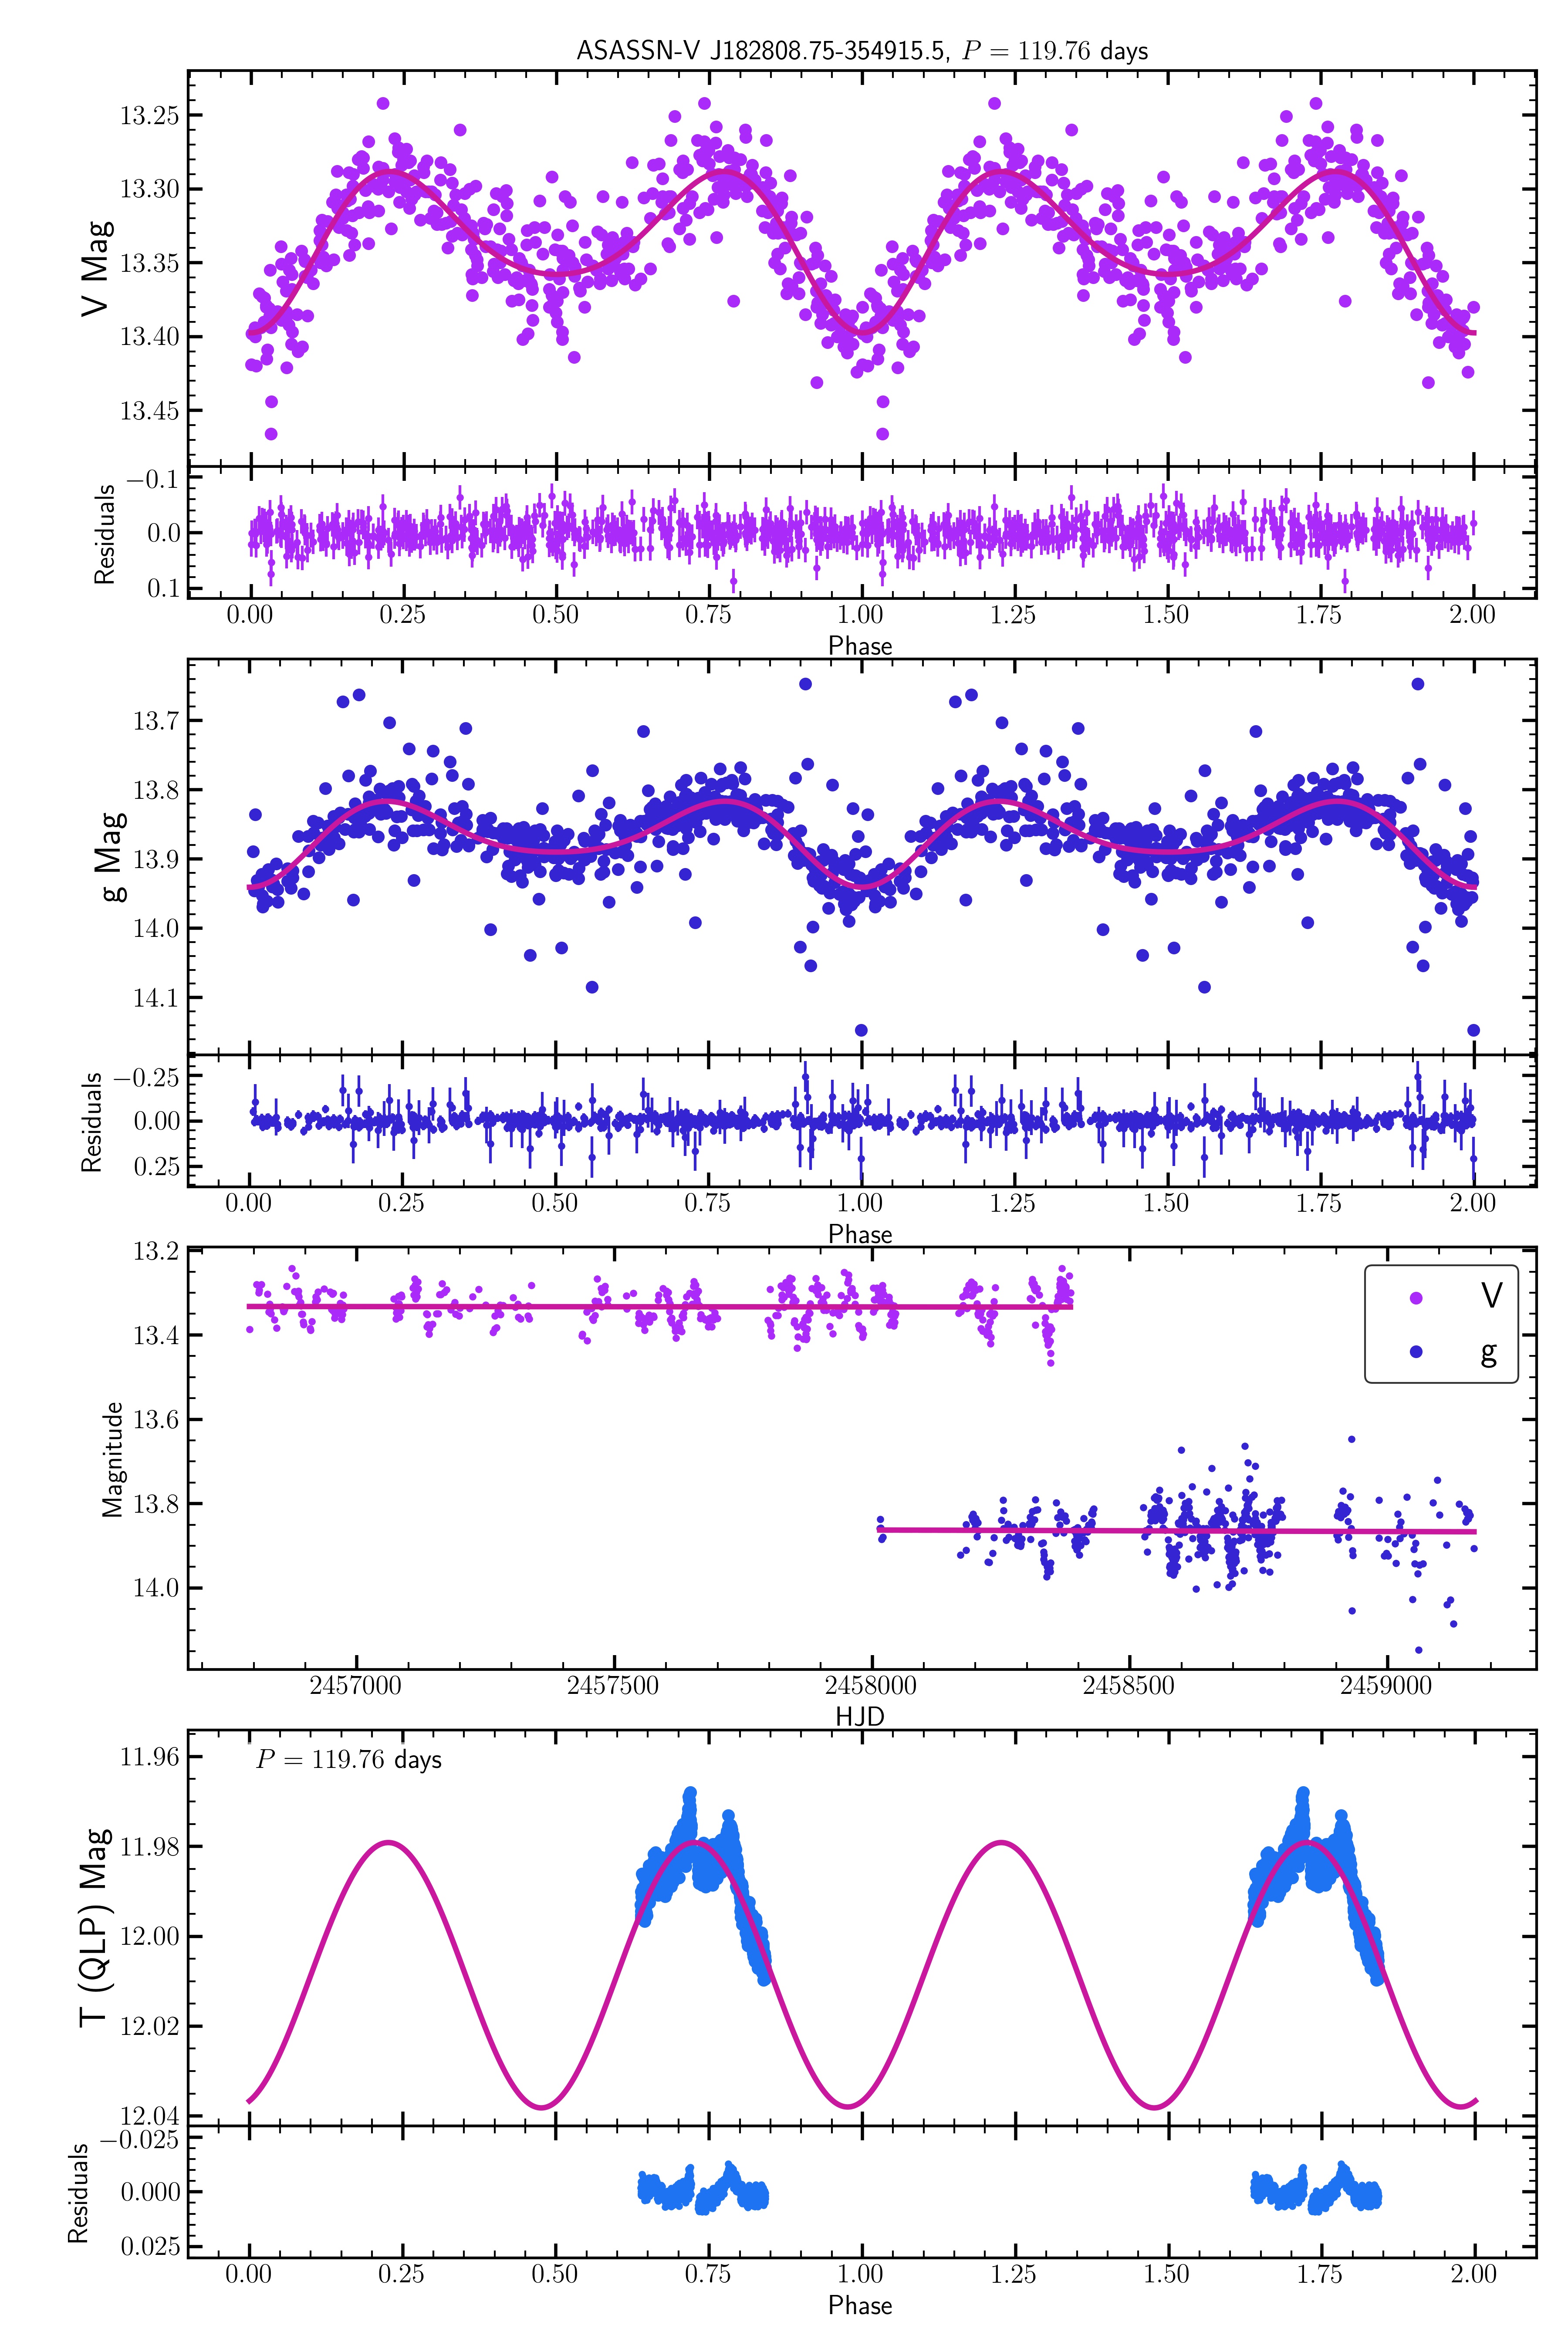 ASASSN-V J182808.75-354915.5, P = 119.76 days
V Mag
13.25
13.30
13.35
13.40
13.45
Residuals
−0.1
0.0
0.1
0.00 0.25 0.50 0.75 1.00 1.25 1.50 1.75 2.00
Phase
g Mag
13.7
13.8
13.9
14.0
14.1
Residuals
−0.25
0.00
0.25
0.00 0.25 0.50 0.75 1.00 1.25 1.50 1.75 2.00
Phase
Magnitude
13.2
13.4
13.6
13.8
14.0
V
g
2457000 2457500 2458000 2458500 2459000
HJD
P = 119.76 days
T (QLP) Mag
11.96
11.98
12.00
12.02
12.04
Residuals
−0.025
0.000
0.025
0.00 0.25 0.50 0.75 1.00 1.25 1.50 1.75 2.00
Phase